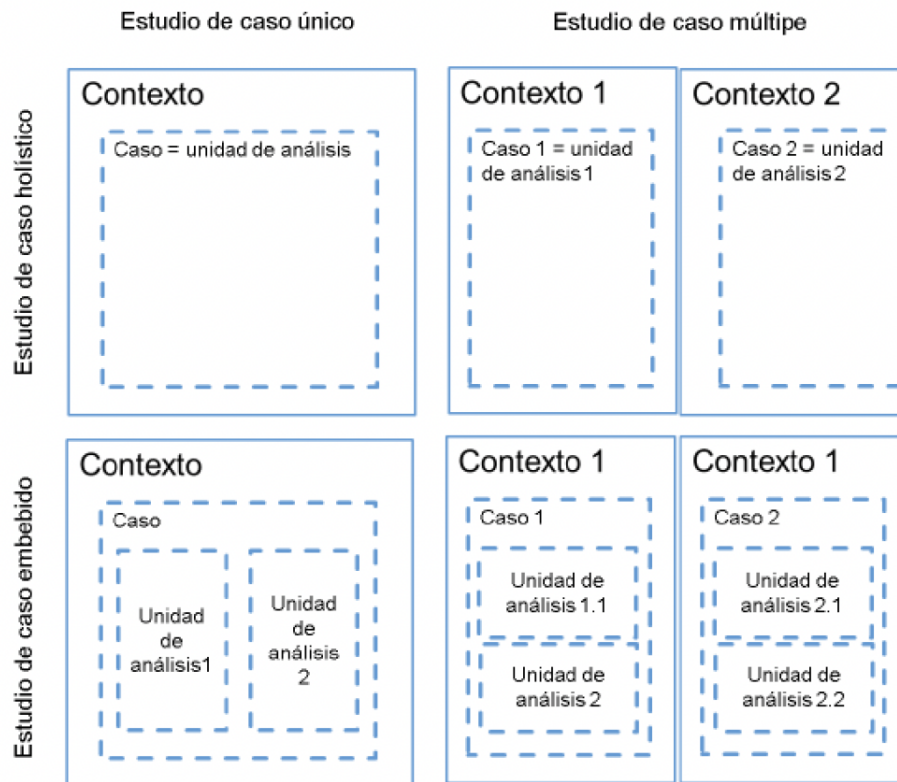 Estudio de caso único
Estudio de caso múltipe
Estudio de caso holístico
Contexto
Caso = unidad de análisis
Contexto 1
Caso 1 = unidad
de análisis 1
Contexto 2
Caso 2 = unidad
de análisis 2
Estudio de caso embebido
Contexto
Caso
Unidad
de
análisis1
Unidad
de
análisis
2
Contexto 1
Caso 1
Unidad de
análisis 1.1
Unidad de
análisis 2
Contexto 1
Caso 2
Unidad de
análisis 2.1
Unidad de
análisis 2.2